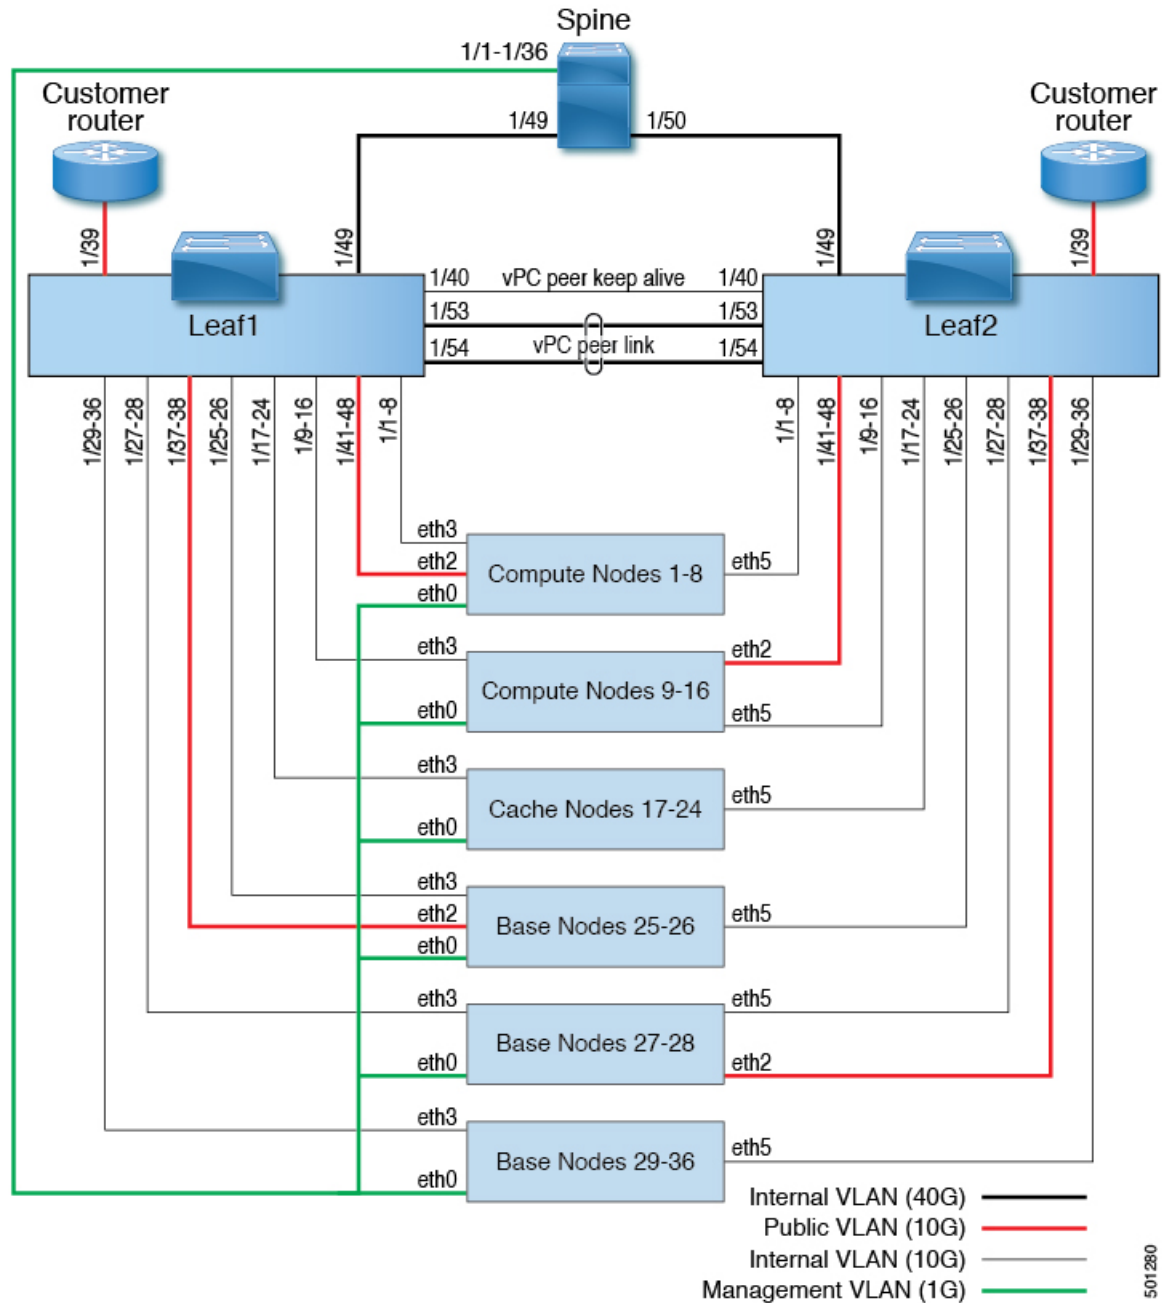 Spine
1/1-1/36
Customer
router
Customer
router
1/49
1/50
1/39
1/49
1/49
1/39
Leaf1
Leaf2
1/40
vPC peer keep alive
1/40
1/53
1/53
1/54
vPC peer link
1/54
1/29-36
1/27-28
1/37-38
1/25-26
1/17-24
1/9-16
1/41-48
1/1-8
1/1-8
1/41-48
1/9-16
1/17-24
1/25-26
1/27-28
1/37-38
1/29-36
eth3
eth2
eth0
Compute Nodes 1-8
eth5
eth3
eth0
Compute Nodes 9-16
eth2
eth5
eth3
eth0
Cache Nodes 17-24
eth5
eth3
eth2
eth0
Base Nodes 25-26
eth5
eth3
eth0
Base Nodes 27-28
eth5
eth2
eth3
eth0
Base Nodes 29-36
eth5
Internal VLAN (40G)
Public VLAN (10G)
Internal VLAN (10G)
Management VLAN (1G)
501280